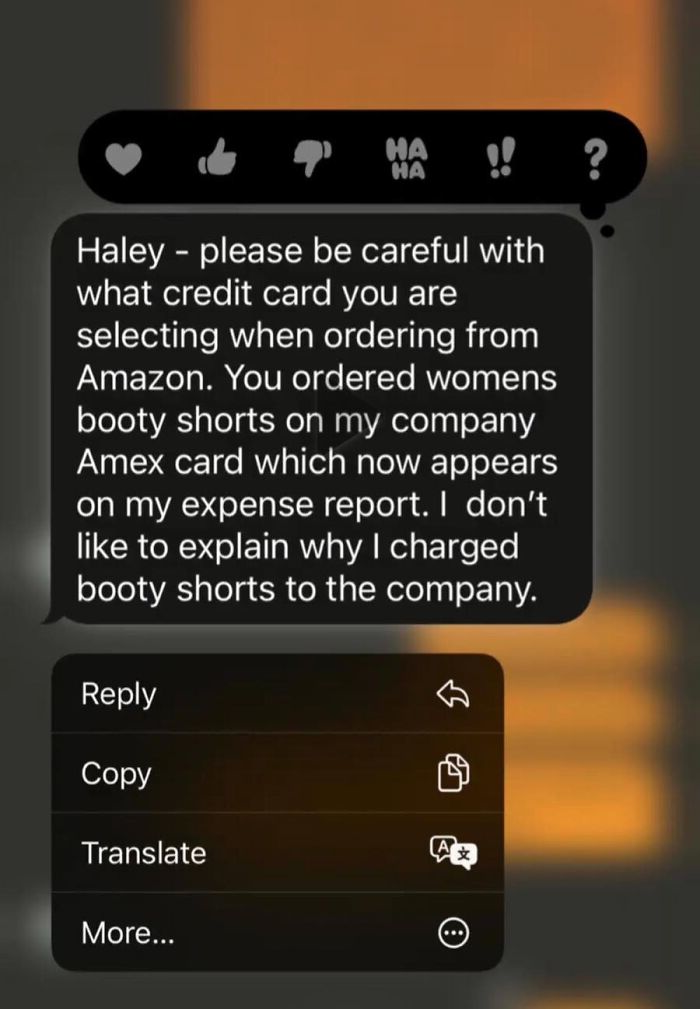 HA
HA
!!
?
Haley - please be careful with
what credit card you are
selecting when ordering from
Amazon. You ordered womens
booty shorts on my company
Amex card which now appears
on my expense report. I  don't
like to explain why I charged
booty shorts to the company.
Reply
Copy
Translate
A 文
More...